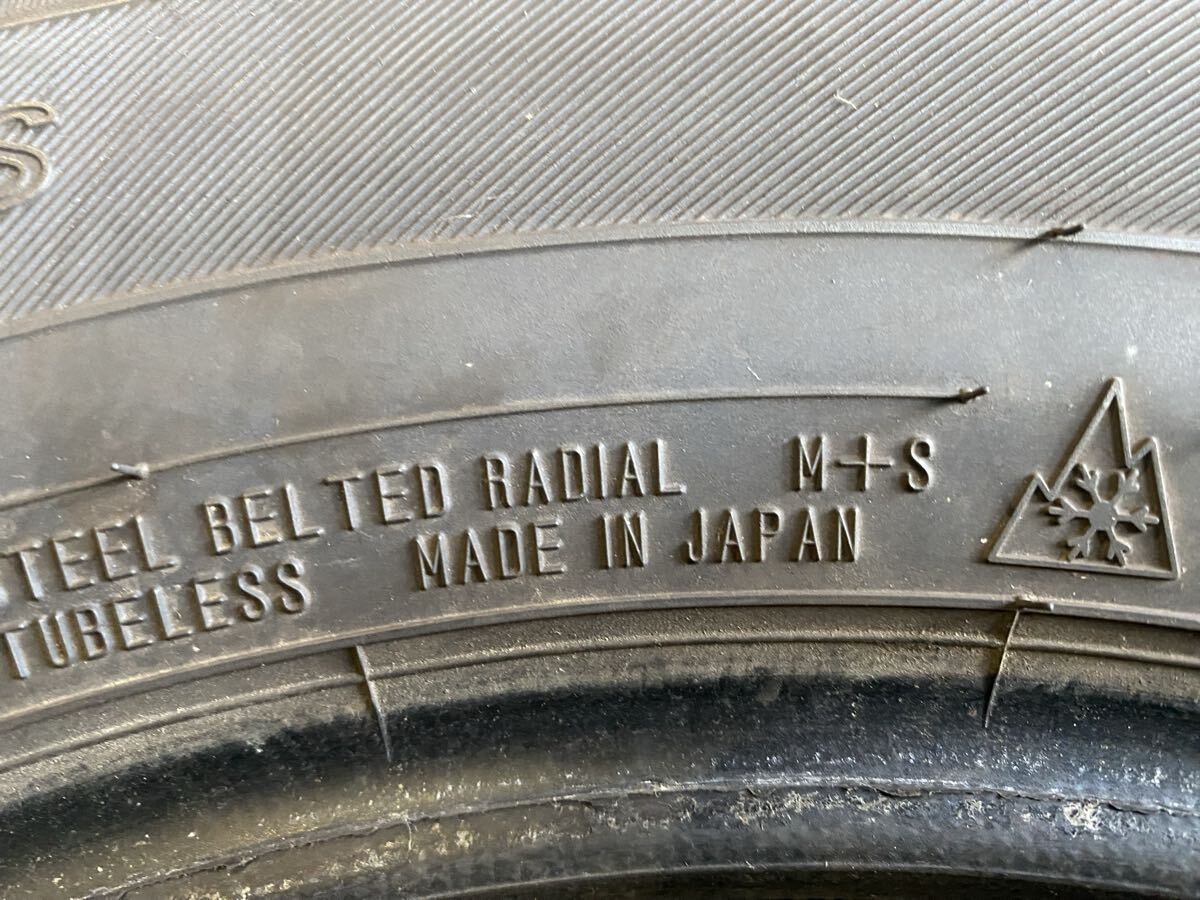 S
STEEL BELTED RADIAL M+S
TUBELESS MADE IN JAPAN